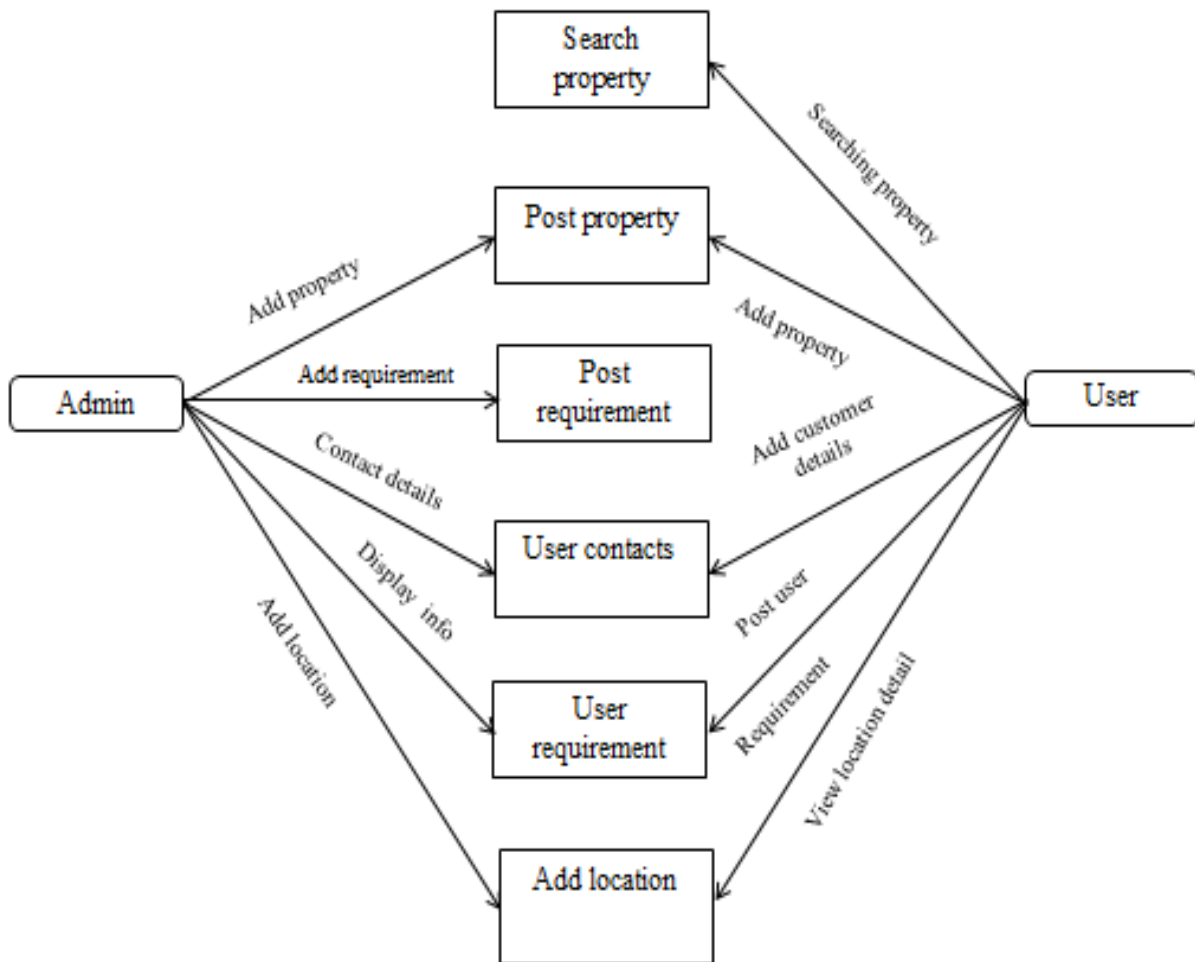 Search
property
Searching property
Post property
Add property
Add property
Admin
Add requirement
Post
requirement
User
Contact details
Add customer
details
User contacts
Display info
Post user
Requirement
Add location
User
requirement
View location detail
Add location